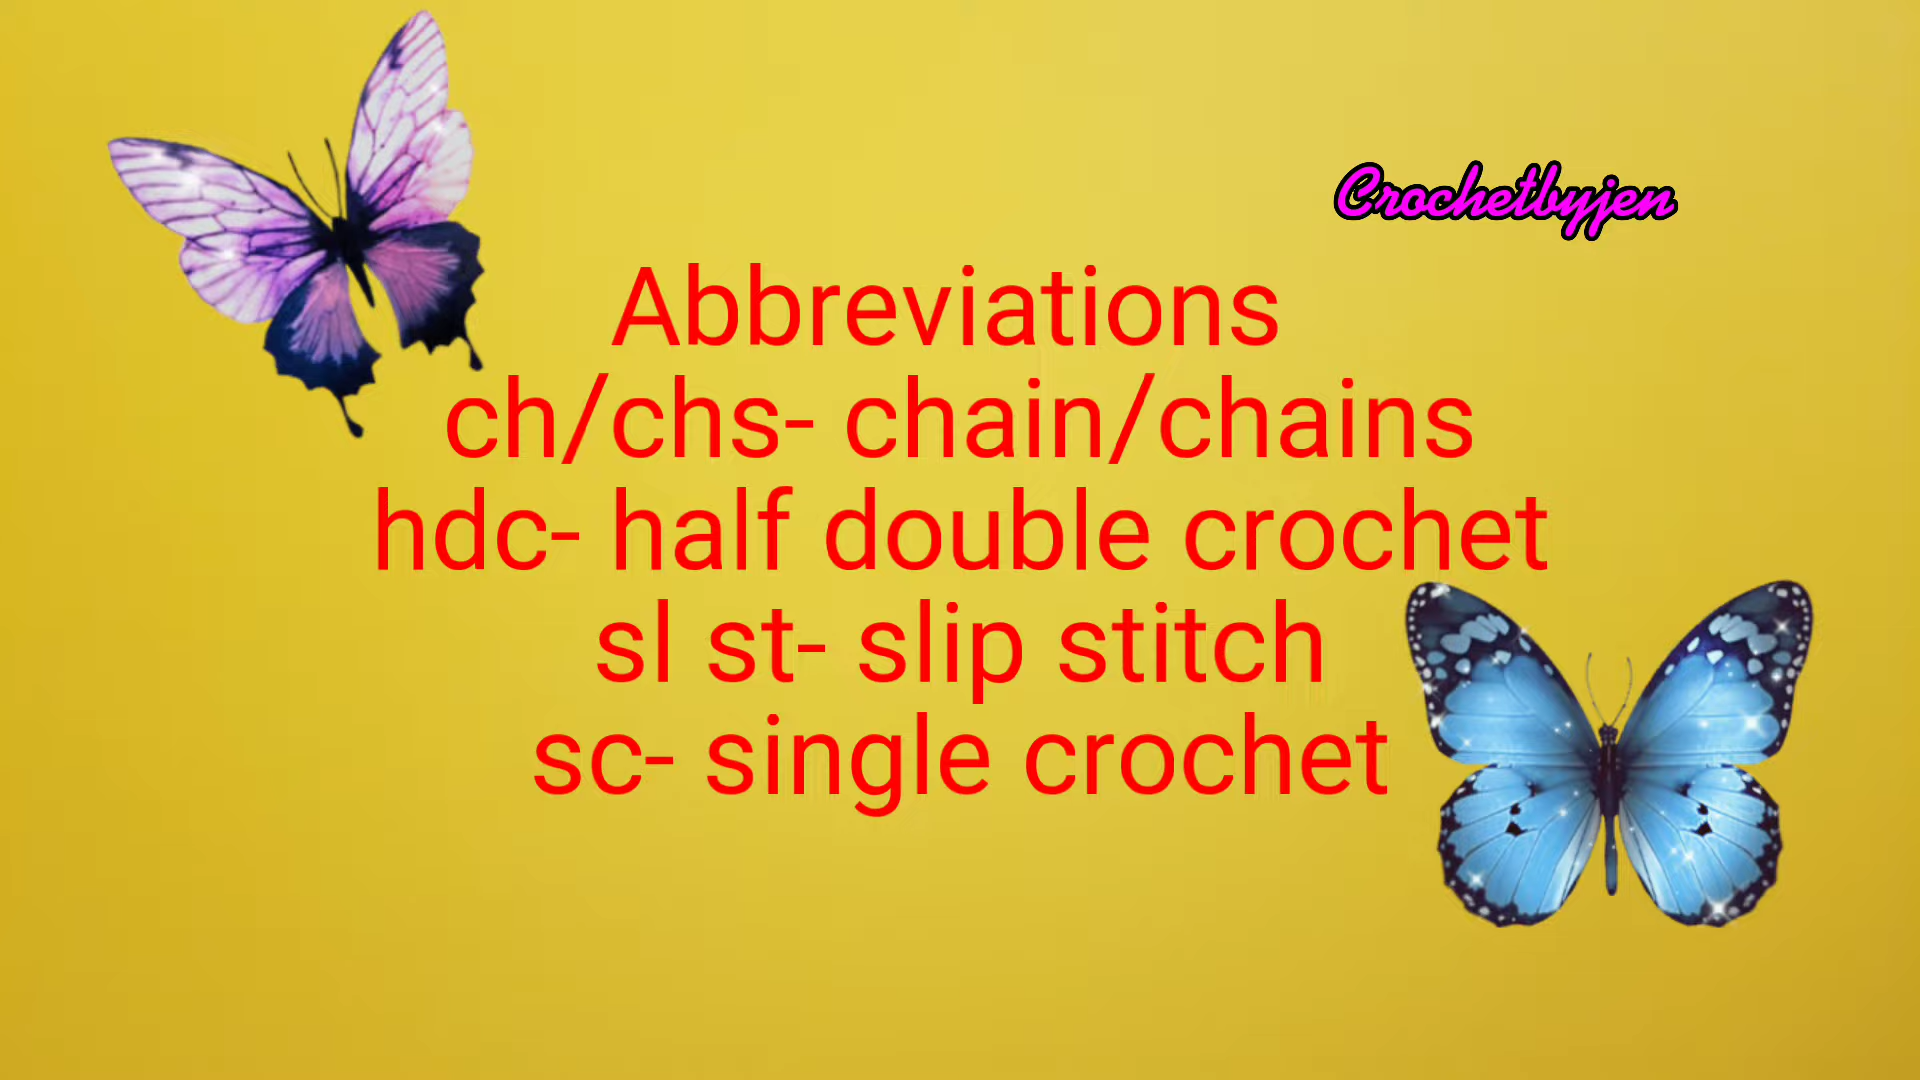 Crochetbyjen
Abbreviations
ch/chs- chain/chains
hdc- half double crochet
sl st- slip stitch
sc- single crochet